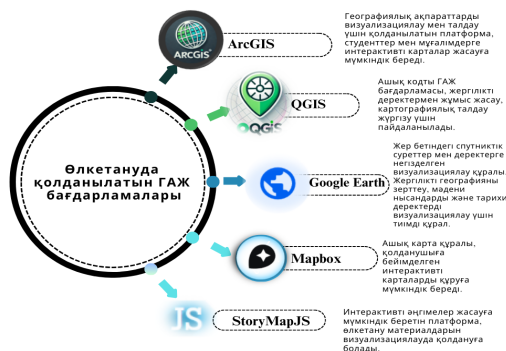 Өлкетануда
қолданылатын ГАЖ
бағдарламалары
ARCGIS
ArcGIS
Географиялық ақпараттарды
визуализациялау мен талдау
үшін қолданылатын платформа,
студенттер мен мұғалімдерге
интерактивті карталар жасауға
мүмкіндік береді.
QGIS
QGIS
Ашық кодты ГАЖ
бағдарламасы, жергілікті
деректермен жұмыс жасау,
картографиялық талдау
жүргізу үшін
пайдаланылады.
Google Earth
Жер бетіндегі спутниктік
суреттер мен деректерге
негізделген
визуализациялау құралы.
Жергілікті географияны
зерттеу, мәдени
нысандарды және тарихи
деректерді
визуализациялау үшін
тиімді құрал.
Mapbox
Ашық карта құралы,
қолданушыға
бейімделген
интерактивті
карталарды құруға
мүмкіндік береді.
JS
StoryMapJS
Интерактивті әңгімелер жасауға
мүмкіндік беретін платформа,
өлкетану материалдарын
визуализациялауда қолдануға
болады.